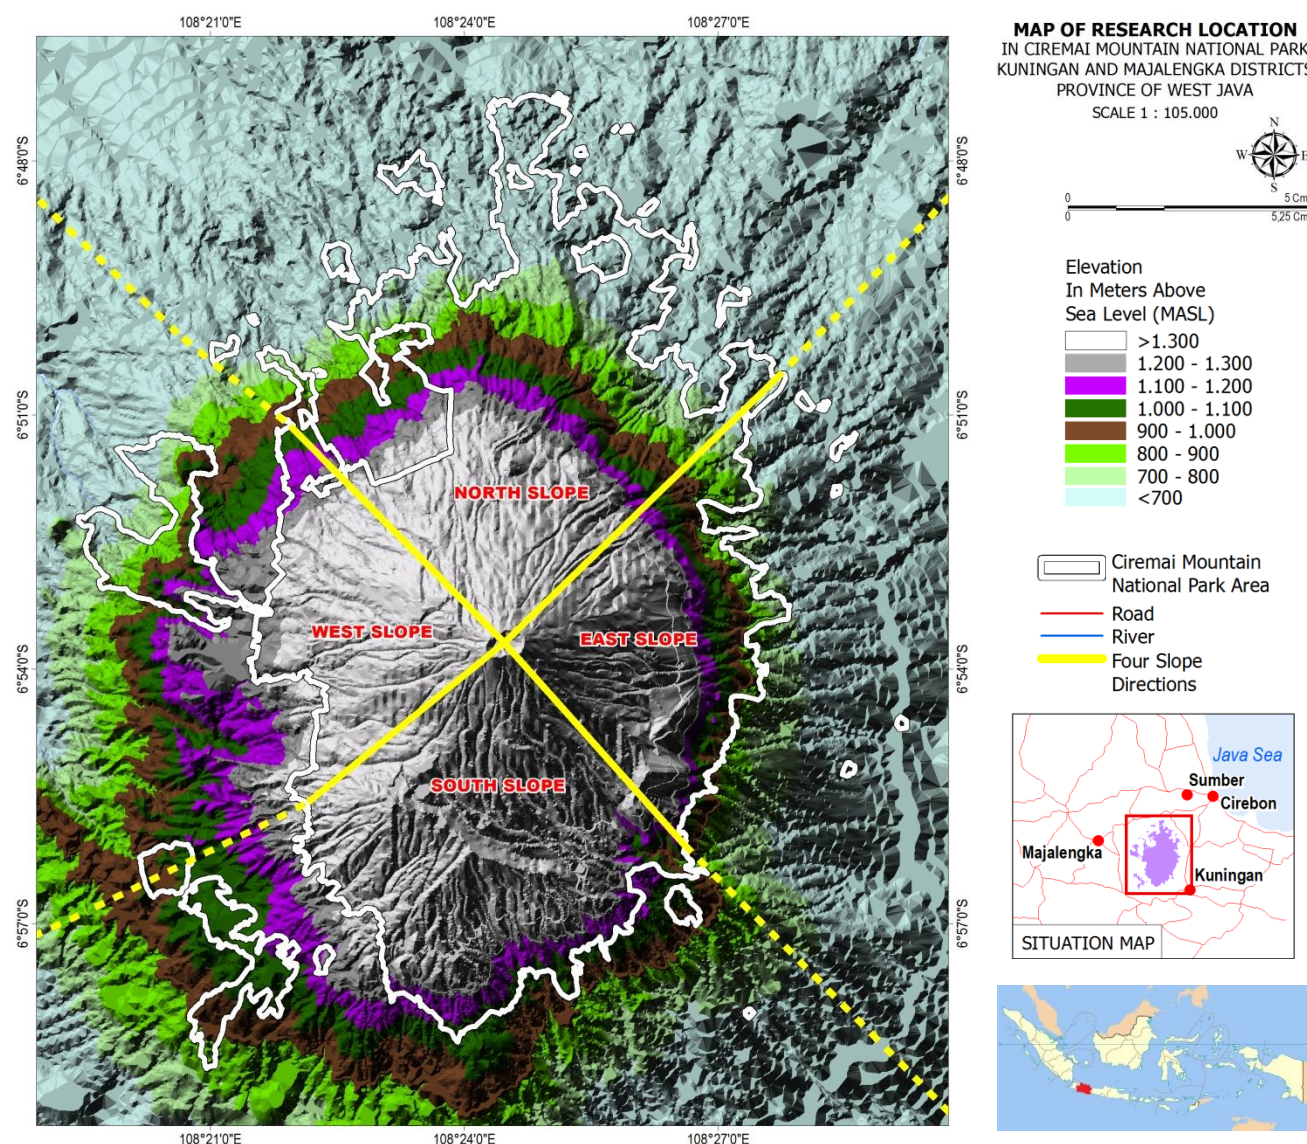 108°21'0"E
108°24'0"E
108°27'0"E
6°48'0"S
6°51'0"S
6°54'0"S
6°57'0"S
6°48'0"S
6°51'0"S
6°54'0"S
6°57'0"S
NORTH SLOPE
WEST SLOPE
EAST SLOPE
SOUTH SLOPE
108°21'0"E
108°24'0"E
108°27'0"E
MAP OF RESEARCH LOCATION
IN CIREMAI MOUNTAIN NATIONAL PARK
KUNINGAN AND MAJALENGKA DISTRICTS
PROVINCE OF WEST JAVA
SCALE 1 : 105.000
N
W
E
S
0
5 Cm
0
5,25 Cm
Elevation
In Meters Above
Sea Level (MASL)
>1.300
1.200 - 1.300
1.100 - 1.200
1.000 - 1.100
900 - 1.000
800 - 900
700 - 800
<700
Ciremai Mountain
National Park Area
Road
River
Four Slope
Directions
Java Sea
Sumber
Cirebon
Majalengka
Kuningan
SITUATION MAP